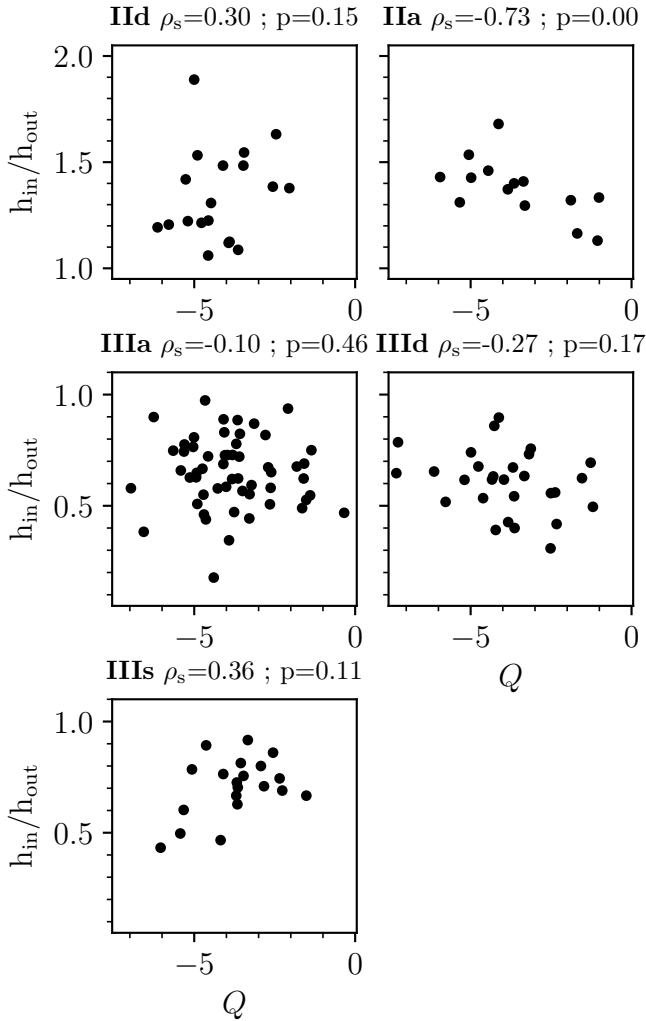 IId ρs=0.30 ; p=0.15 IIa ρs=-0.73 ; p=0.00
2.0
1.5
1.0
hin/hout
−5 0 −5 0
IIIa ρs=-0.10 ; p=0.46 IIId ρs=-0.27 ; p=0.17
1.0
0.5
hin/hout
−5 0 −5 0
IIIs ρs=0.36 ; p=0.11 Q
1.0
0.5
hin/hout
−5 0
Q